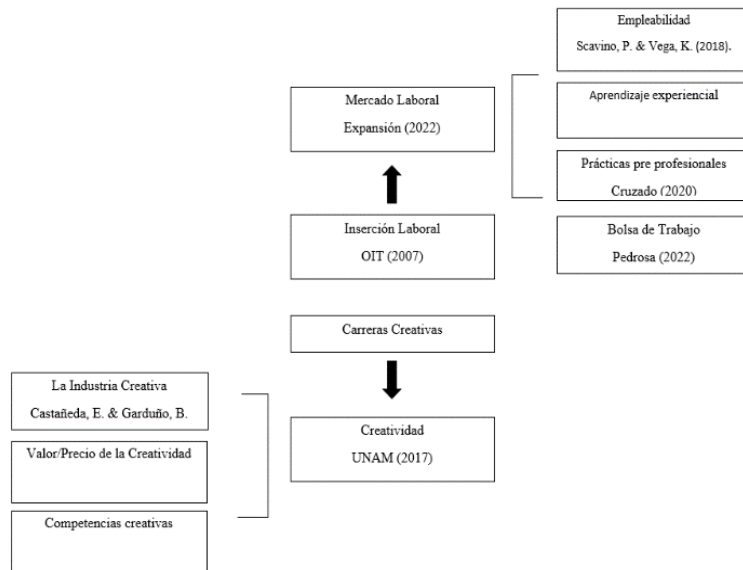 Empleabilidad
Scavino, P. & Vega, K. (2018).
Mercado Laboral
Expansión (2022)
Aprendizaje experiencial
Prácticas pre profesionales
Cruzado (2020)
Inserción Laboral
OIT (2007)
Bolsa de Trabajo
Pedrosa (2022)
Carreras Creativas
La Industria Creativa
Castañeda, E. & Garduño, B.
Creatividad
UNAM (2017)
Valor/Precio de la Creatividad
Competencias creativas